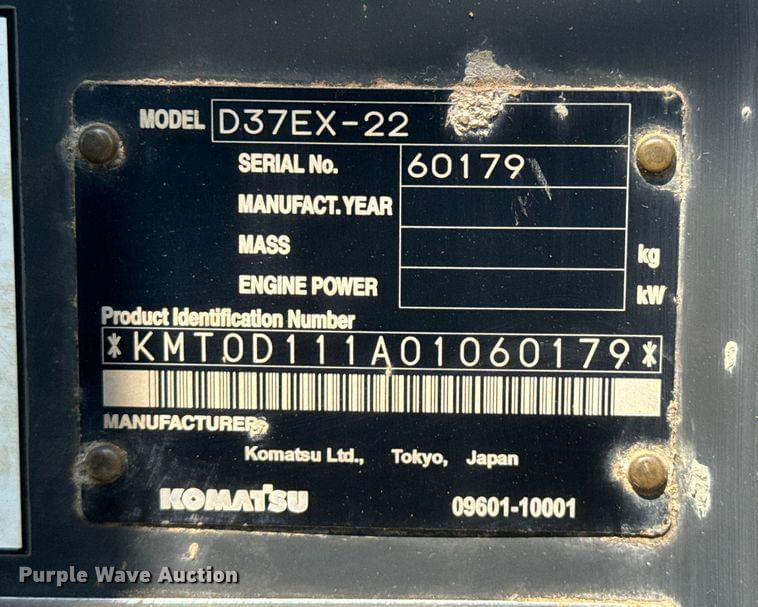 MODEL D37EX-22
SERIAL No. 60179
MANUFACT. YEAR
MASS kg
ENGINE POWER kW
Product Identification Number
*KMT0D111A01060179*
MANUFACTURER
Komatsu Ltd., Tokyo, Japan
KOMATSU 09601-10001
Purple Wave Auction